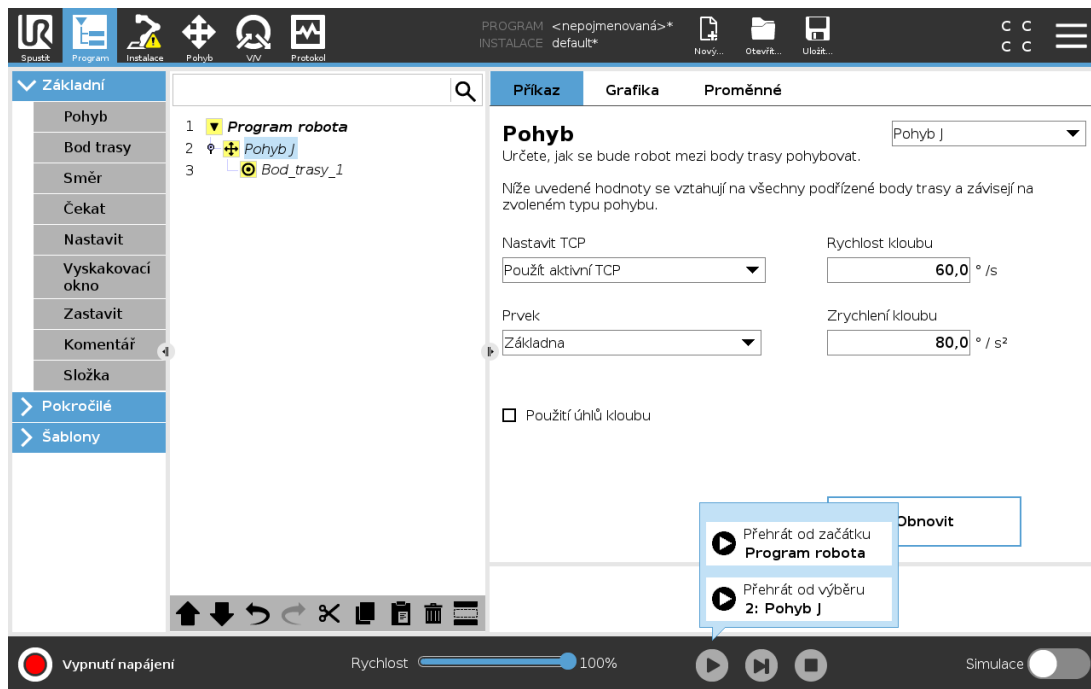 PROGRAM <nepojmenovaná>*
INSTALACE default*
Spustit
Program
Instalace
Pohyb
V/V
Protokol
Nový...
Otevřít...
Uložit...
C C
C C
Základní
Pohyb
Bod trasy
Směr
Čekat
Nastavit
Vyskakovací
okno
Zastavit
Komentář
Složka
Pokročilé
Šablony
1 Program robota
2 Pohyb J
3 Bod_trasy_1
Příkaz
Grafika
Proměnné
Pohyb
Pohyb J
Určete, jak se bude robot mezi body trasy pohybovat.
Níže uvedené hodnoty se vztahují na všechny podřízené body trasy a závisejí na
zvoleném typu pohybu.
Nastavit TCP
Rychlost kloubu
Použít aktivní TCP
60,0 ° /s
Prvek
Zrychlení kloubu
Základna
80,0 ° / s²
Použití úhlů kloubu
Obnovit
Přehrát od začátku
Program robota
Přehrát od výběru
2: Pohyb J
Vypnutí napájení
Rychlost
100%
Simulace